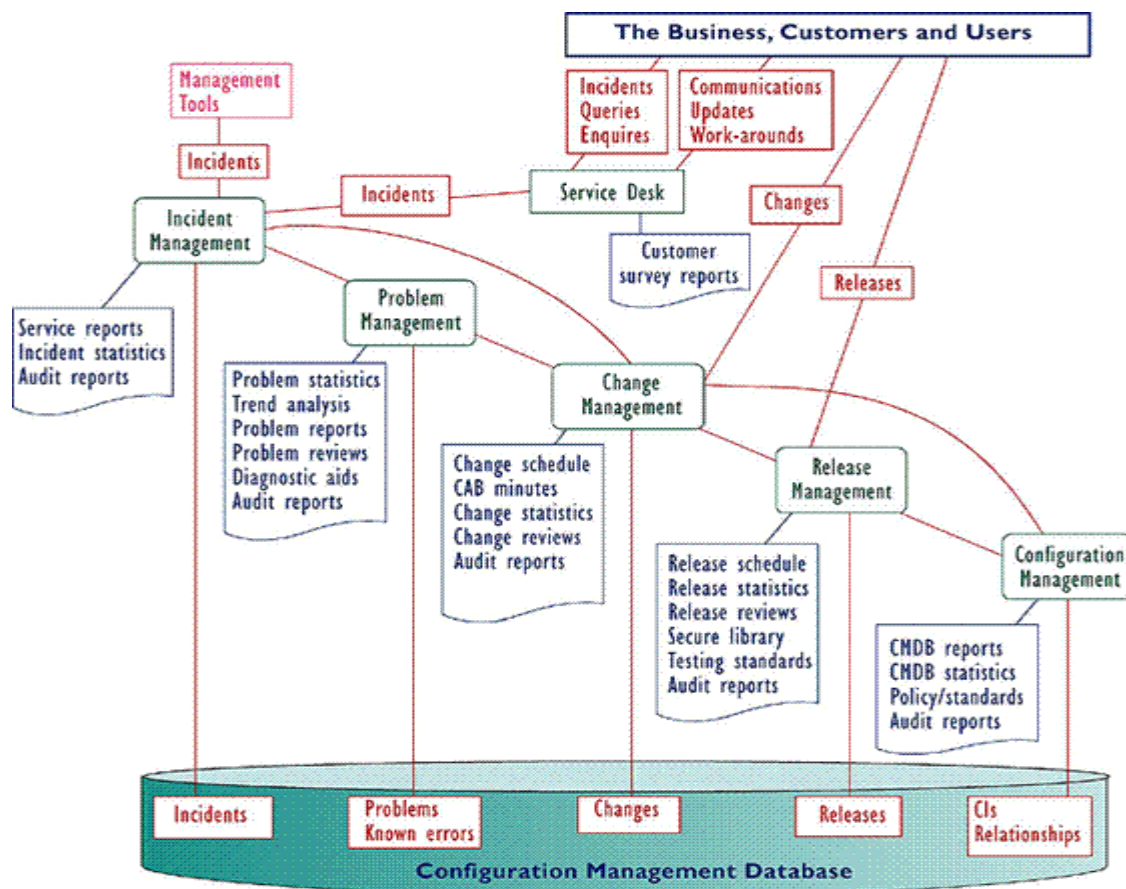 The Business, Customers and Users
Management
Tools
Incidents
Queries
Enquires
Communications
Updates
Work-arounds
Incidents
Incidents
Service Desk
Changes
Incident
Management
Customer
survey reports
Releases
Problem
Management
Service reports
Incident statistics
Audit reports
Problem statistics
Trend analysis
Problem reports
Problem reviews
Diagnostic aids
Audit reports
Change
Management
Change schedule
CAB minutes
Change statistics
Change reviews
Audit reports
Release
Management
Release schedule
Release statistics
Release reviews
Secure library
Testing standards
Audit reports
Configuration
Management
CMDB reports
CMDB statistics
Policy/standards
Audit reports
Incidents
Problems
Known errors
Changes
Releases
CIs
Relationships
Configuration Management Database